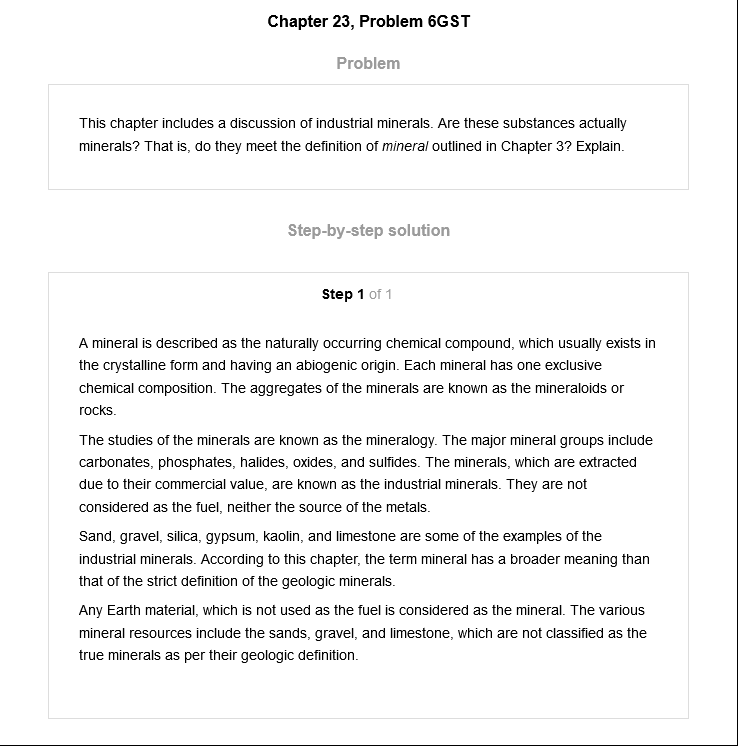 Chapter 23, Problem 6GST
Problem
This chapter includes a discussion of industrial minerals. Are these substances actually
minerals? That is, do they meet the definition of mineral outlined in Chapter 3? Explain.
Step-by-step solution
Step 1 of 1
A mineral is described as the naturally occurring chemical compound, which usually exists in
the crystalline form and having an abiogenic origin. Each mineral has one exclusive
chemical composition. The aggregates of the minerals are known as the mineraloids or
rocks.
The studies of the minerals are known as the mineralogy. The major mineral groups include
carbonates, phosphates, halides, oxides, and sulfides. The minerals, which are extracted
due to their commercial value, are known as the industrial minerals. They are not
considered as the fuel, neither the source of the metals.
Sand, gravel, silica, gypsum, kaolin, and limestone are some of the examples of the
industrial minerals. According to this chapter, the term mineral has a broader meaning than
that of the strict definition of the geologic minerals.
Any Earth material, which is not used as the fuel is considered as the mineral. The various
mineral resources include the sands, gravel, and limestone, which are not classified as the
true minerals as per their geologic definition.